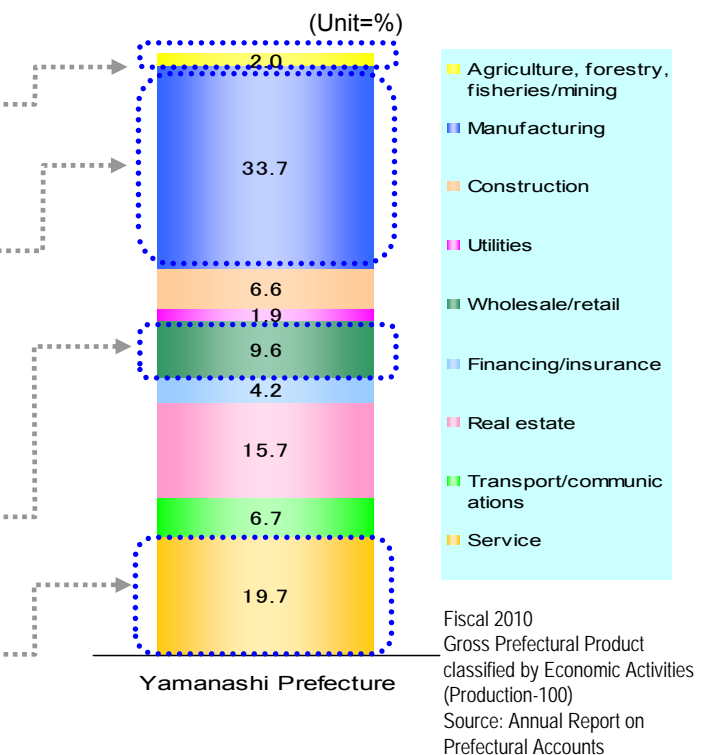 (Unit=%)
2.0
33.7
6.6
1.9
9.6
4.2
15.7
6.7
19.7
Yamanashi Prefecture
Agriculture, forestry,
fisheries/mining
Manufacturing
Construction
Utilities
Wholesale/retail
Financing/insurance
Real estate
Transport/communic
ations
Service
Fiscal 2010
Gross Prefectural Product
classified by Economic Activities
(Production-100)
Source: Annual Report on
Prefectural Accounts